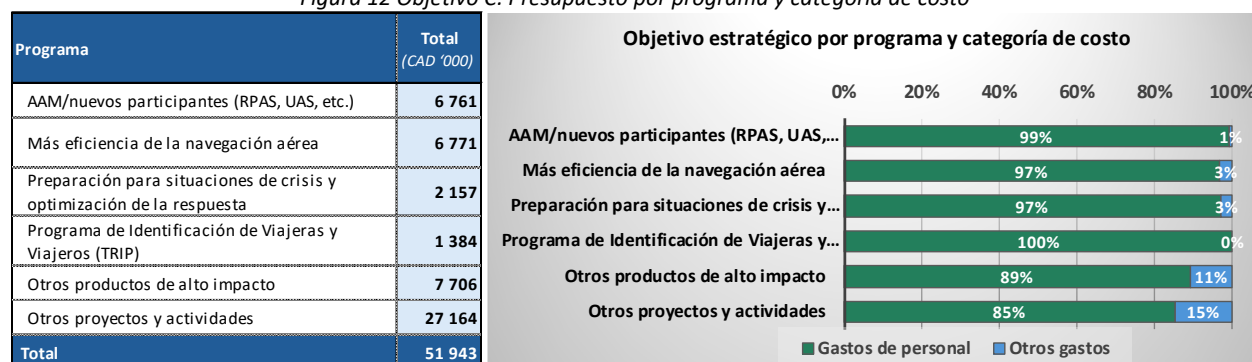 Figura 12 Objetivo C: Presupuesto por programa y categoría de costo
Programa
Total
(CAD ‘000)
AAM/nuevos participantes (RPAS, UAS, etc.)
6 761
Más eficiencia de la navegación aérea
6 771
Preparación para situaciones de crisis y
optimización de la respuesta
2 157
Programa de Identificación de Viajeras y
Viajeros (TRIP)
1 384
Otros productos de alto impacto
7 706
Otros proyectos y actividades
27 164
Total
51 943
Objetivo estratégico por programa y categoría de costo
0% 20% 40% 60% 80% 100%
AAM/nuevos participantes (RPAS, UAS,... 99% 1%
Más eficiencia de la navegación aérea 97% 3%
Preparación para situaciones de crisis y... 97% 3%
Programa de Identificación de Viajeras y... 100% 0%
Otros productos de alto impacto 89% 11%
Otros proyectos y actividades 85% 15%
Gastos de personal Otros gastos